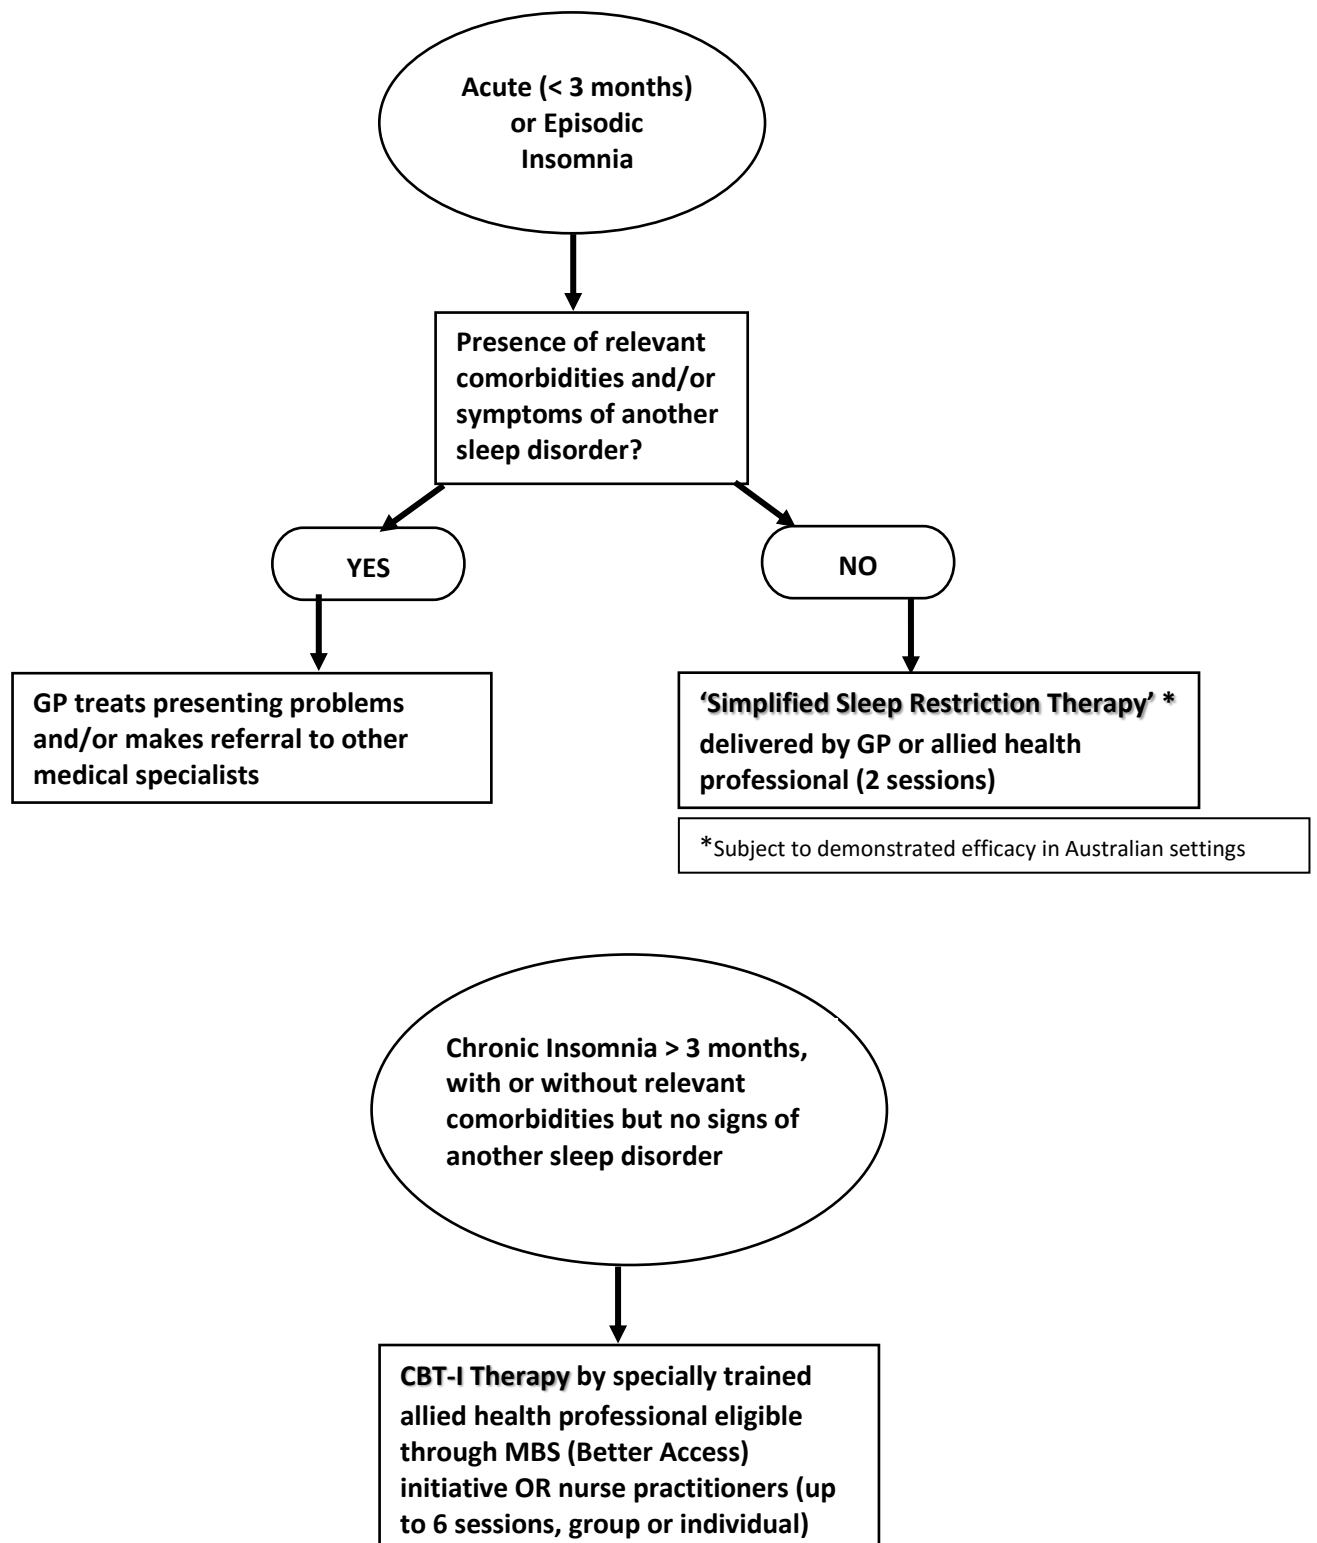 Acute (< 3 months)
or Episodic
Insomnia
Presence of relevant
comorbidities and/or
symptoms of another
sleep disorder?
YES
NO
GP treats presenting problems
and/or makes referral to other
medical specialists
‘Simplified Sleep Restriction Therapy’ *
delivered by GP or allied health
professional (2 sessions)
*Subject to demonstrated efficacy in Australian settings
Chronic Insomnia > 3 months,
with or without relevant
comorbidities but no signs of
another sleep disorder
CBT-I Therapy by specially trained
allied health professional eligible
through MBS (Better Access)
initiative OR nurse practitioners (up
to 6 sessions, group or individual)